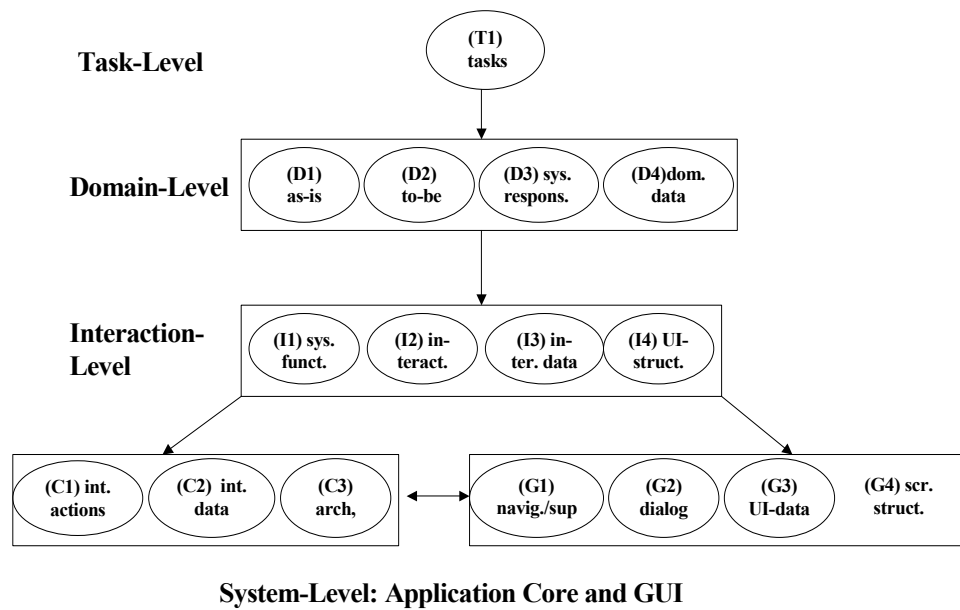 (T1)
tasks
Task-Level
(D1)
as-is
(D2)
to-be
(D3) sys.
respons.
(D4)dom.
data
Domain-Level
Interaction-
Level
(I1) sys.
funct.
(I2) in-
teract.
(I3) in-
ter. data
(I4) UI-
struct.
(C1) int.
actions
(C2) int.
data
(C3)
arch,
(G1)
navig./sup
(G2)
dialog
(G3)
UI-data
(G4) scr.
struct.
System-Level: Application Core and GUI